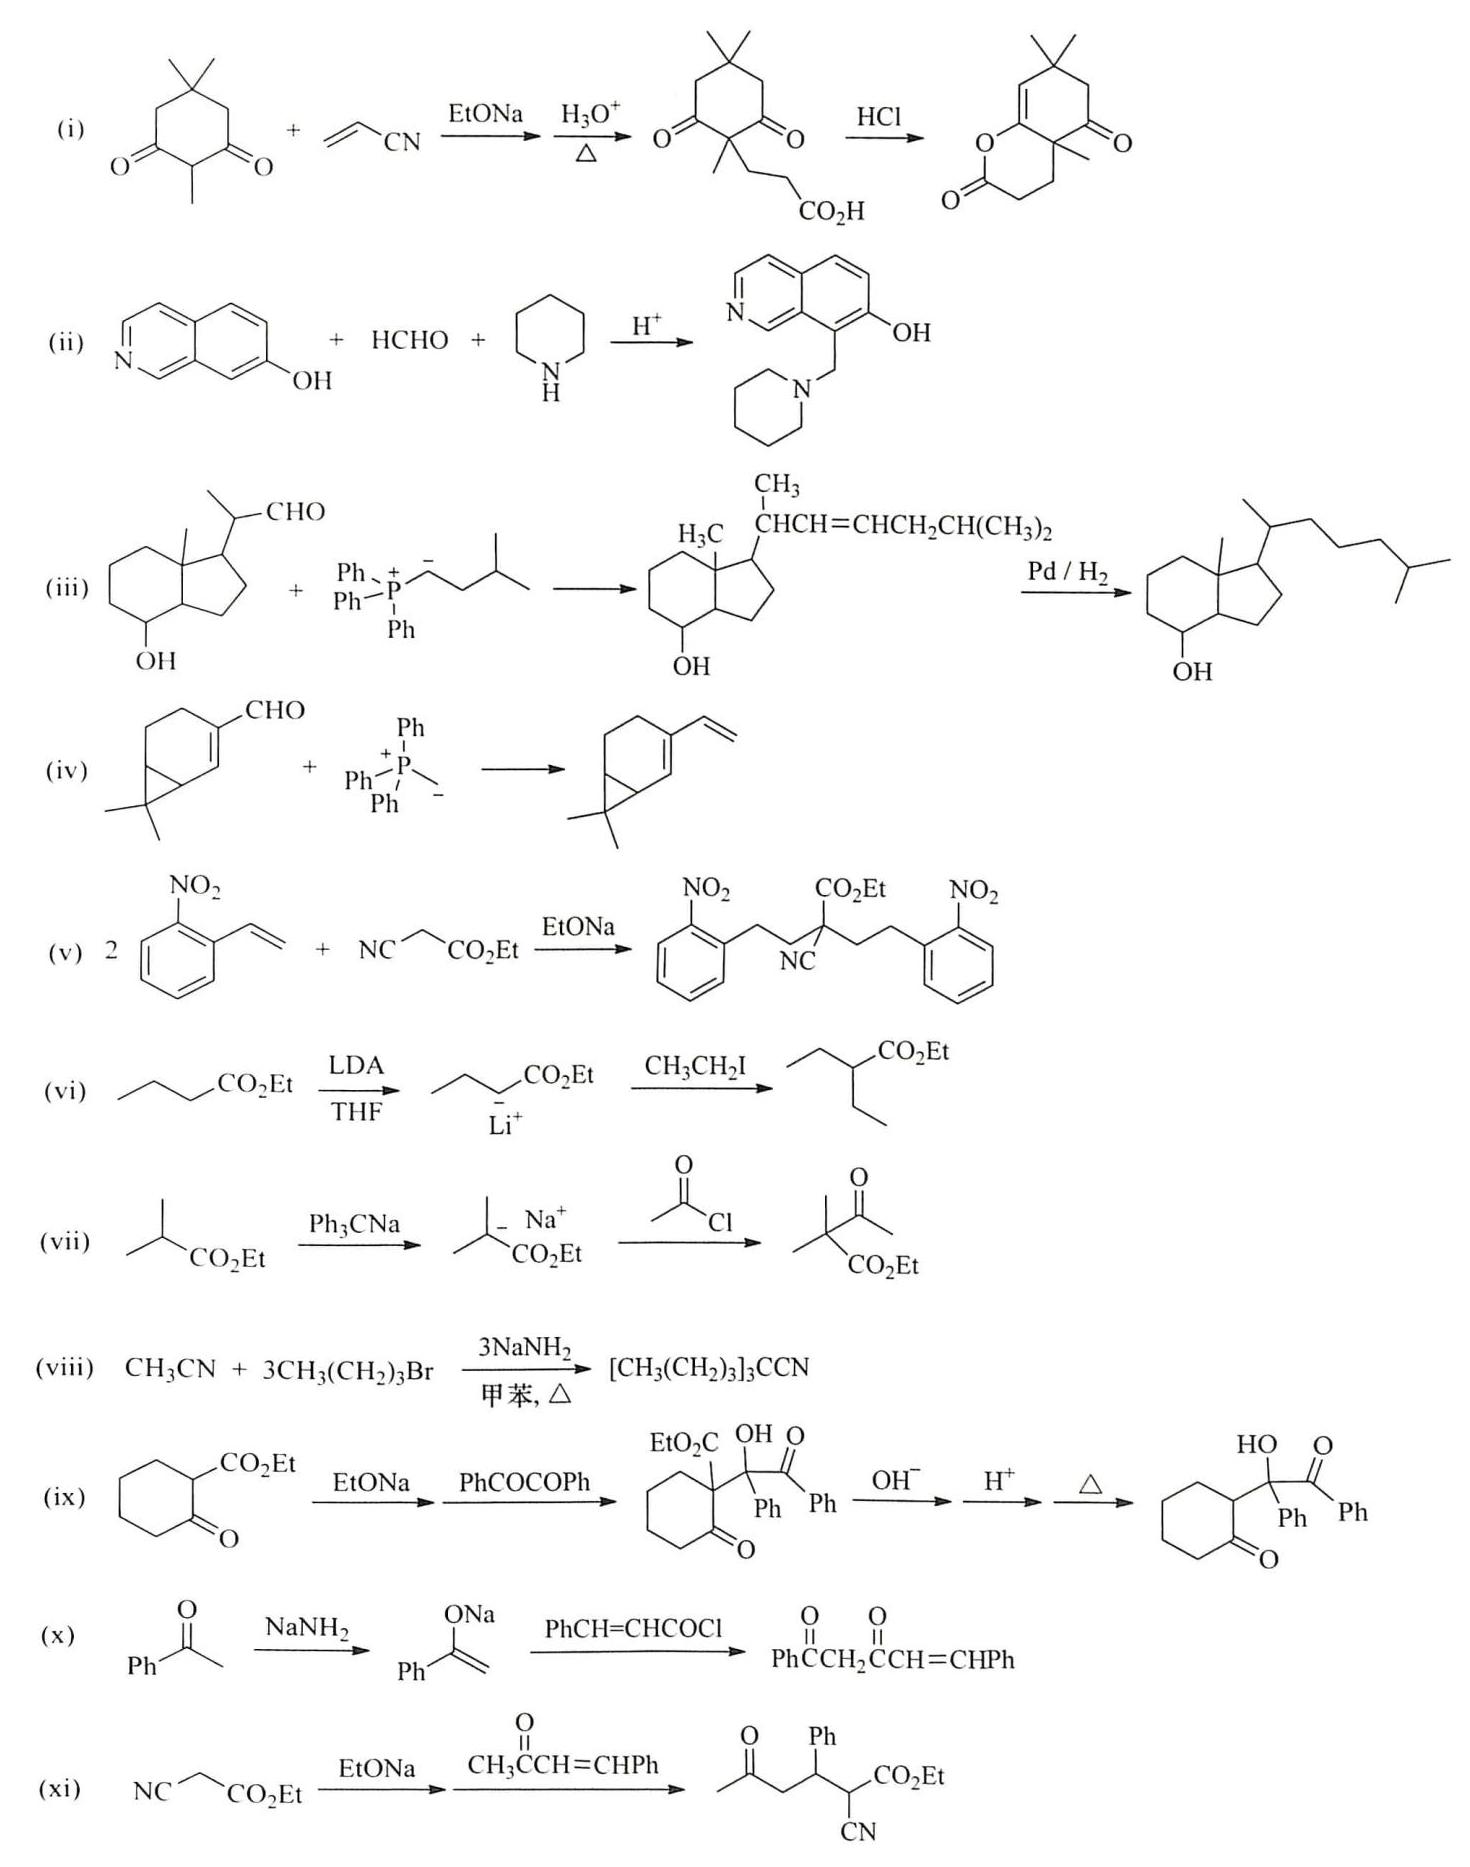 (i) O O + CN EtONa H₃O⁺ △ O O CO₂H HCl O O O
(ii) N OH + HCHO + N H H⁺ N OH N
(iii) CHO OH + Ph Ph P⁺ Ph − CH₃ H₃C CHCH=CHCH₂CH(CH₃)₂ OH Pd / H₂ OH
(iv) CHO + Ph Ph P⁺ Ph −
(v) 2 NO₂ + NC CO₂Et EtONa NO₂ CO₂Et NC NO₂
(vi) CO₂Et LDA THF CO₂Et − Li⁺ CH₃CH₂I CO₂Et
(vii) CO₂Et Ph₃CNa − Na⁺ CO₂Et O Cl O CO₂Et
(viii) CH₃CN + 3CH₃(CH₂)₃Br 3NaNH₂ 甲苯, △ [CH₃(CH₂)₃]₃CCN
(ix) CO₂Et O EtONa PhCOCOPh EtO₂C OH O Ph Ph O OH⁻ H⁺ △ HO O Ph Ph O
(x) O Ph NaNH₂ ONa Ph PhCH=CHCOCl O O PhCCH₂CCH=CHPh
(xi) NC CO₂Et EtONa O CH₃CCH=CHPh O Ph CO₂Et CN